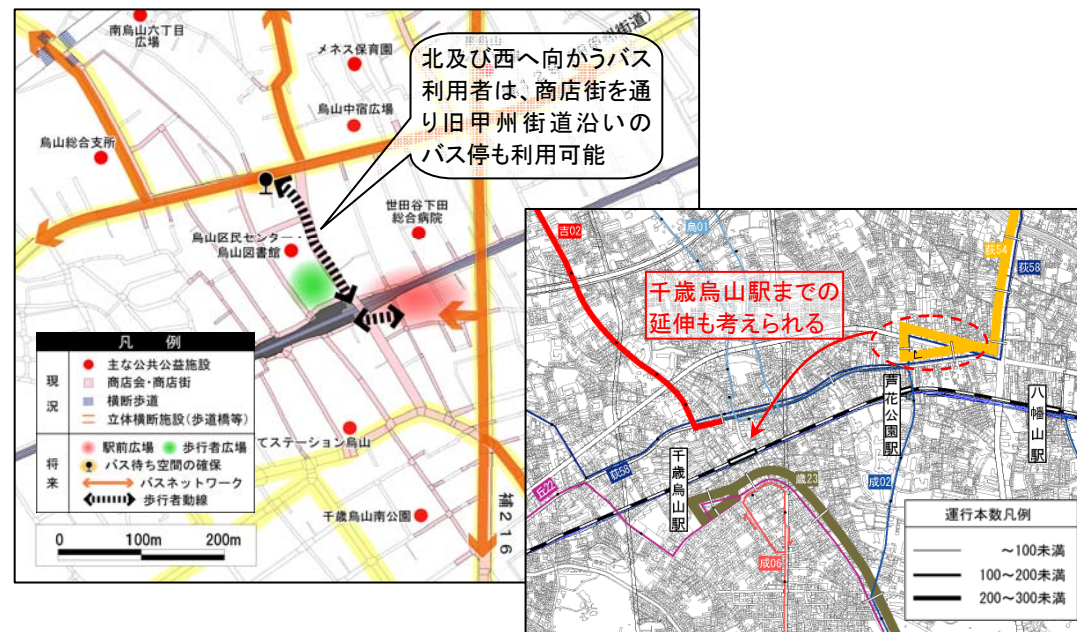 南烏山六丁目
広場
メネス保育園
街道)
烏山中宿広場
烏山総合支所
北及び西へ向かうバス
利用者は、商店街を通
り旧甲州街道沿いの
バス停も利用可能
世田谷下田
総合病院
烏山区民センター
烏山図書館
凡例
現況
主な公共公益施設
商店会・商店街
横断歩道
立体横断施設(歩道橋等)
将来
駅前広場
歩行者広場
バス待ち空間の確保
バスネットワーク
歩行者動線
てステーション烏山
千歳烏山南公園
補216
0
100m
200m
吉02
烏01
荻54
荻58
千歳烏山駅までの
延伸も考えられる
芦花公園駅
八幡山駅
千歳烏山駅
荻58
丘22
歳23
成02
成06
運行本数凡例
~100未満
100~200未満
200~300未満